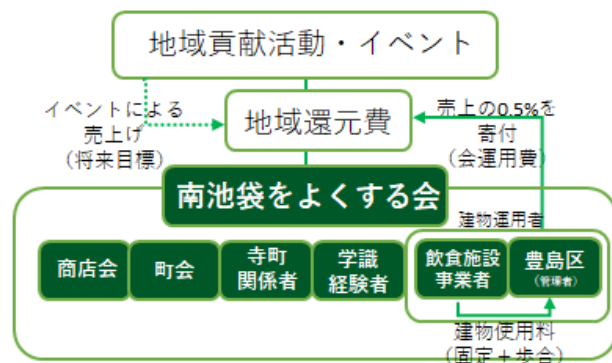 地域貢献活動・イベント
イベントによる
売上げ
（将来目標）
地域還元費
売上の0.5%を
寄付
（会運用費）
南池袋をよくする会
建物運用者
商店会
町会
寺町
関係者
学識
経験者
飲食施設
事業者
豊島区
（管理者）
建物使用料
（固定＋歩合）